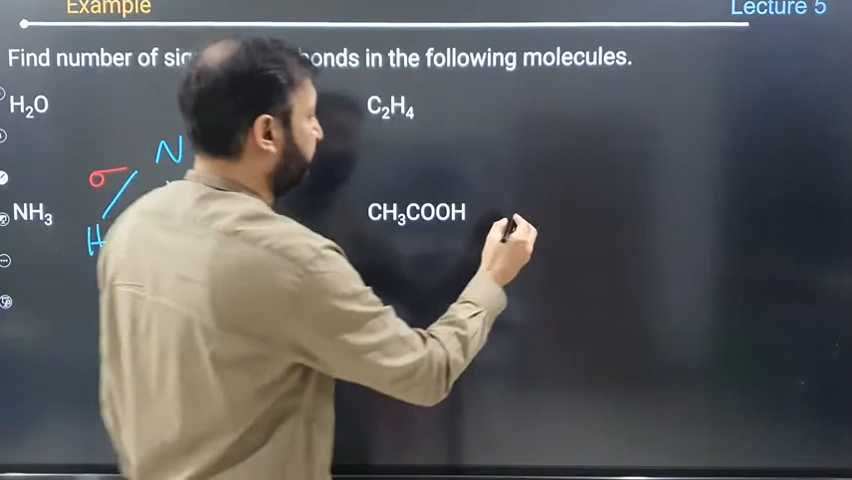 Example
Lecture 5
Find number of sig bonds in the following molecules.
H₂O
C₂H₄
N
σ
NH₃
CH₃COOH
H